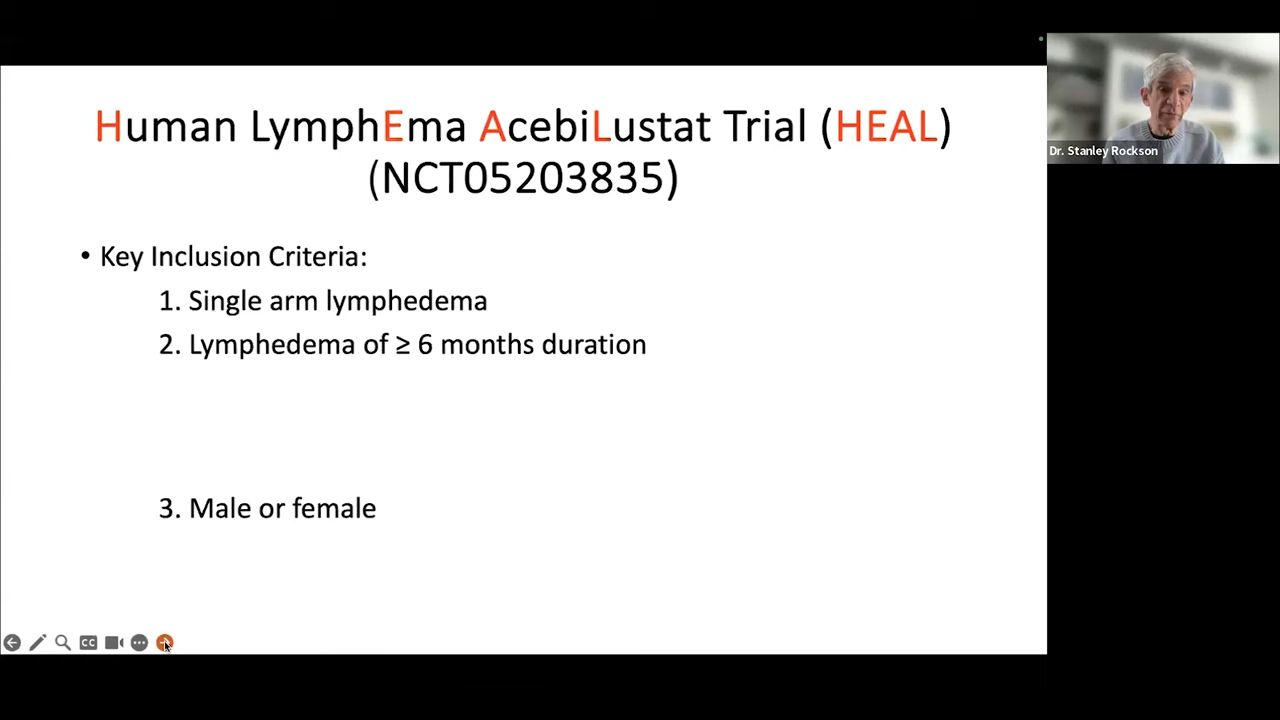 Human LymphEma AcebiLustat Trial (HEAL)
(NCT05203835)
• Key Inclusion Criteria:
1. Single arm lymphedema
2. Lymphedema of ≥ 6 months duration
3. Male or female
Dr. Stanley Rockson
CC